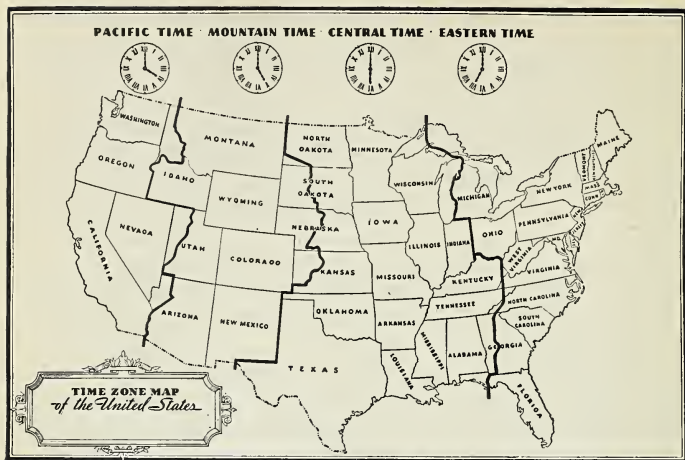 PACIFIC TIME · MOUNTAIN TIME · CENTRAL TIME · EASTERN TIME
WASHINGTON
MONTANA
NORTH
DAKOTA
MINNESOTA
MAINE
VERMONT
OREGON
IDAHO
WYOMING
SOUTH
DAKOTA
WISCONSIN
MICHIGAN
NEW YORK
MASS
CONN
CALIFORNIA
NEVADA
UTAH
COLORADO
NEBRASKA
IOWA
ILLINOIS
INDIANA
OHIO
PENNSYLVANIA
WEST
VIRGINIA
VIRGINIA
KANSAS
MISSOURI
KENTUCKY
ARIZONA
NEW MEXICO
OKLAHOMA
ARKANSAS
TENNESSEE
NORTH CAROLINA
SOUTH
CAROLINA
TEXAS
LOUISIANA
MISSISSIPPI
ALABAMA
GEORGIA
FLORIDA
TIME ZONE MAP
of the United States